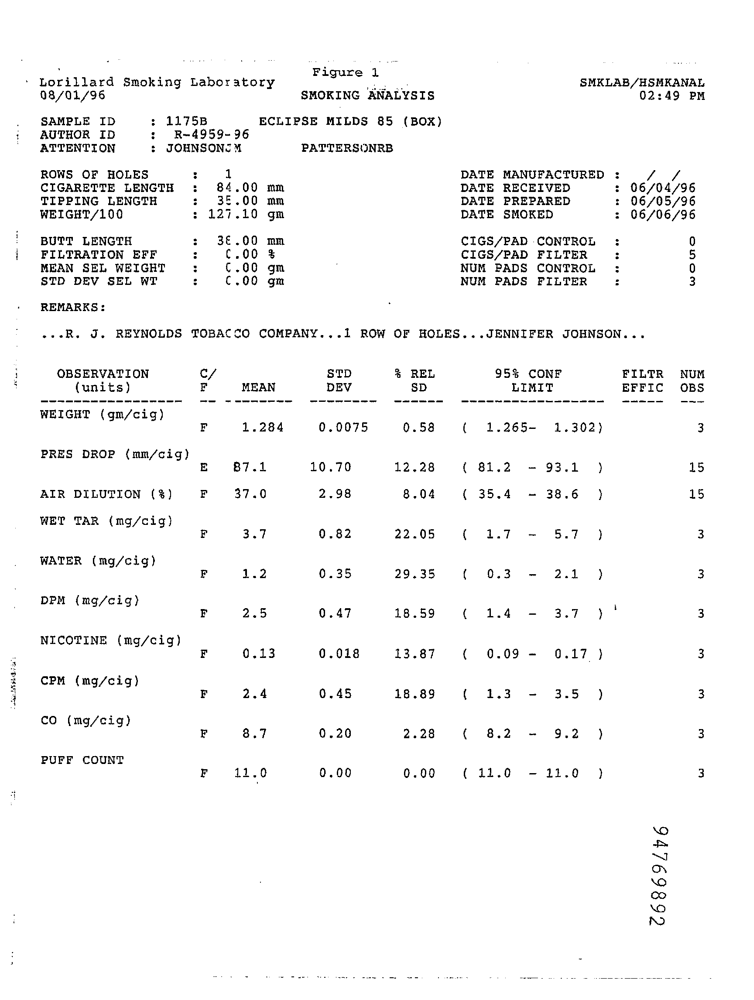 Figure 1
Lorillard Smoking Laboratory SMKLAB/HSMKANAL
08/01/96 SMOKING ANALYSIS 02:49 PM
SAMPLE ID : 1175B ECLIPSE MILDS 85 (BOX)
AUTHOR ID : R-4959-96
ATTENTION : JOHNSONJM PATTERSONRB
ROWS OF HOLES : 1 DATE MANUFACTURED : / /
CIGARETTE LENGTH : 84.00 mm DATE RECEIVED : 06/04/96
TIPPING LENGTH : 35.00 mm DATE PREPARED : 06/05/96
WEIGHT/100 : 127.10 gm DATE SMOKED : 06/06/96
BUTT LENGTH : 38.00 mm CIGS/PAD CONTROL : 0
FILTRATION EFF : 0.00 % CIGS/PAD FILTER : 5
MEAN SEL WEIGHT : 0.00 gm NUM PADS CONTROL : 0
STD DEV SEL WT : 0.00 gm NUM PADS FILTER : 3
REMARKS:
...R. J. REYNOLDS TOBACCO COMPANY...1 ROW OF HOLES...JENNIFER JOHNSON...
OBSERVATION C/ STD % REL 95% CONF FILTR NUM
(units) F MEAN DEV SD LIMIT EFFIC OBS
WEIGHT (gm/cig)
F 1.284 0.0075 0.58 ( 1.265- 1.302) 3
PRES DROP (mm/cig)
E 87.1 10.70 12.28 ( 81.2 - 93.1 ) 15
AIR DILUTION (%) F 37.0 2.98 8.04 ( 35.4 - 38.6 ) 15
WET TAR (mg/cig)
F 3.7 0.82 22.05 ( 1.7 - 5.7 ) 3
WATER (mg/cig)
F 1.2 0.35 29.35 ( 0.3 - 2.1 ) 3
DPM (mg/cig)
F 2.5 0.47 18.59 ( 1.4 - 3.7 ) 3
NICOTINE (mg/cig)
F 0.13 0.018 13.87 ( 0.09 - 0.17 ) 3
CPM (mg/cig)
F 2.4 0.45 18.89 ( 1.3 - 3.5 ) 3
CO (mg/cig)
F 8.7 0.20 2.28 ( 8.2 - 9.2 ) 3
PUFF COUNT
F 11.0 0.00 0.00 ( 11.0 - 11.0 ) 3
94769892